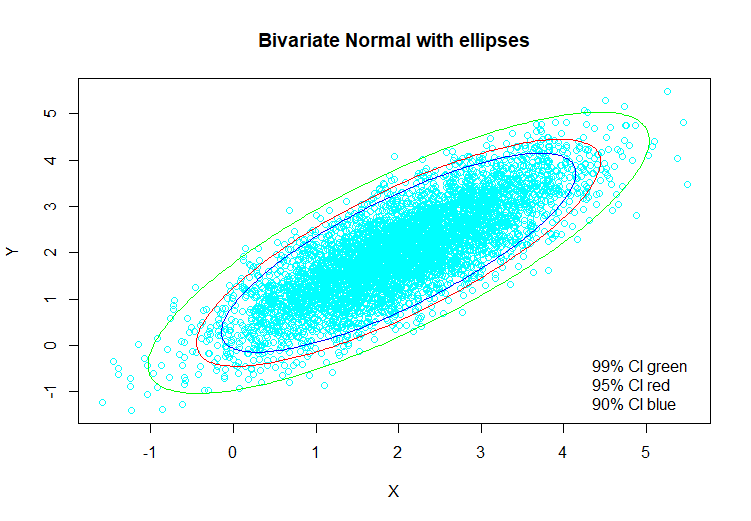 Bivariate Normal with ellipses
Y
5
4
3
2
1
0
-1
99% CI green
95% CI red
90% CI blue
-1 0 1 2 3 4 5
X